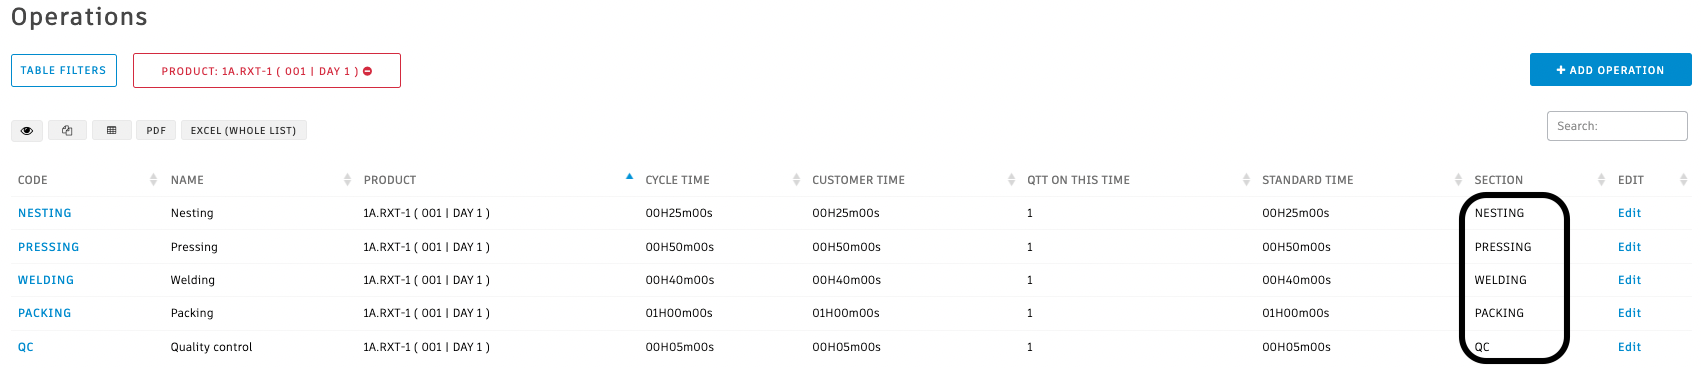 Operations
TABLE FILTERS PRODUCT: 1A.RXT-1 ( 001 | DAY 1 ) + ADD OPERATION
PDF EXCEL (WHOLE LIST) Search:
CODE NAME PRODUCT CYCLE TIME CUSTOMER TIME QTT ON THIS TIME STANDARD TIME SECTION EDIT
NESTING Nesting 1A.RXT-1 ( 001 | DAY 1 ) 00H25m00s 00H25m00s 1 00H25m00s NESTING Edit
PRESSING Pressing 1A.RXT-1 ( 001 | DAY 1 ) 00H50m00s 00H50m00s 1 00H50m00s PRESSING Edit
WELDING Welding 1A.RXT-1 ( 001 | DAY 1 ) 00H40m00s 00H40m00s 1 00H40m00s WELDING Edit
PACKING Packing 1A.RXT-1 ( 001 | DAY 1 ) 01H00m00s 01H00m00s 1 01H00m00s PACKING Edit
QC Quality control 1A.RXT-1 ( 001 | DAY 1 ) 00H05m00s 00H05m00s 1 00H05m00s QC Edit